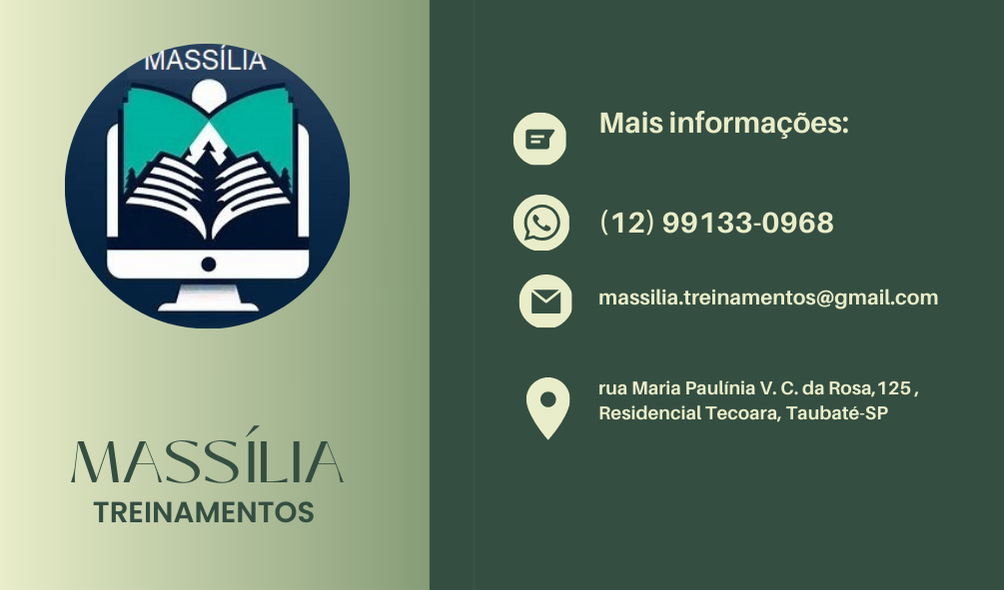 MASSÍLIA
MASSÍLIA
TREINAMENTOS
Mais informações:
(12) 99133-0968
massilia.treinamentos@gmail.com
rua Maria Paulínia V. C. da Rosa,125 ,
Residencial Tecoara, Taubaté-SP